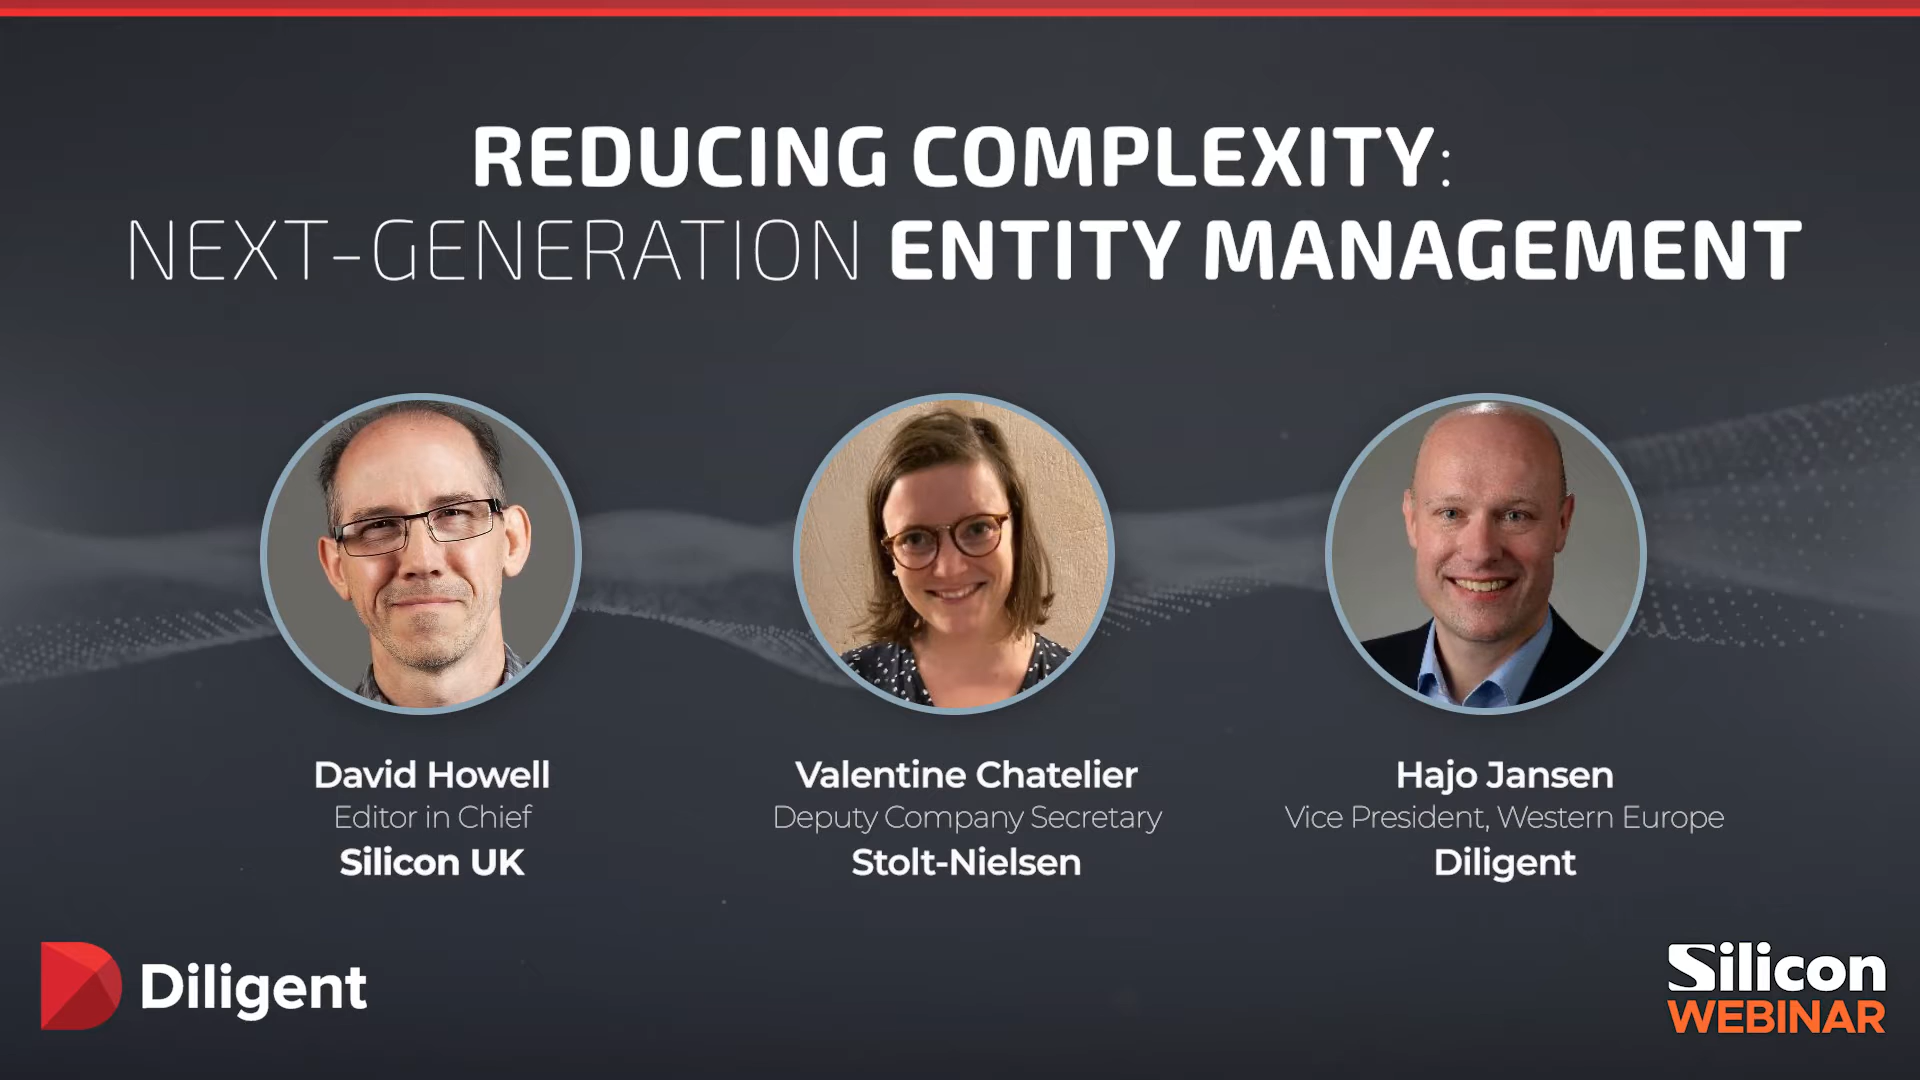 REDUCING COMPLEXITY:
NEXT-GENERATION ENTITY MANAGEMENT
David Howell
Editor in Chief
Silicon UK
Valentine Chatelier
Deputy Company Secretary
Stolt-Nielsen
Hajo Jansen
Vice President, Western Europe
Diligent
Diligent
Silicon
WEBINAR